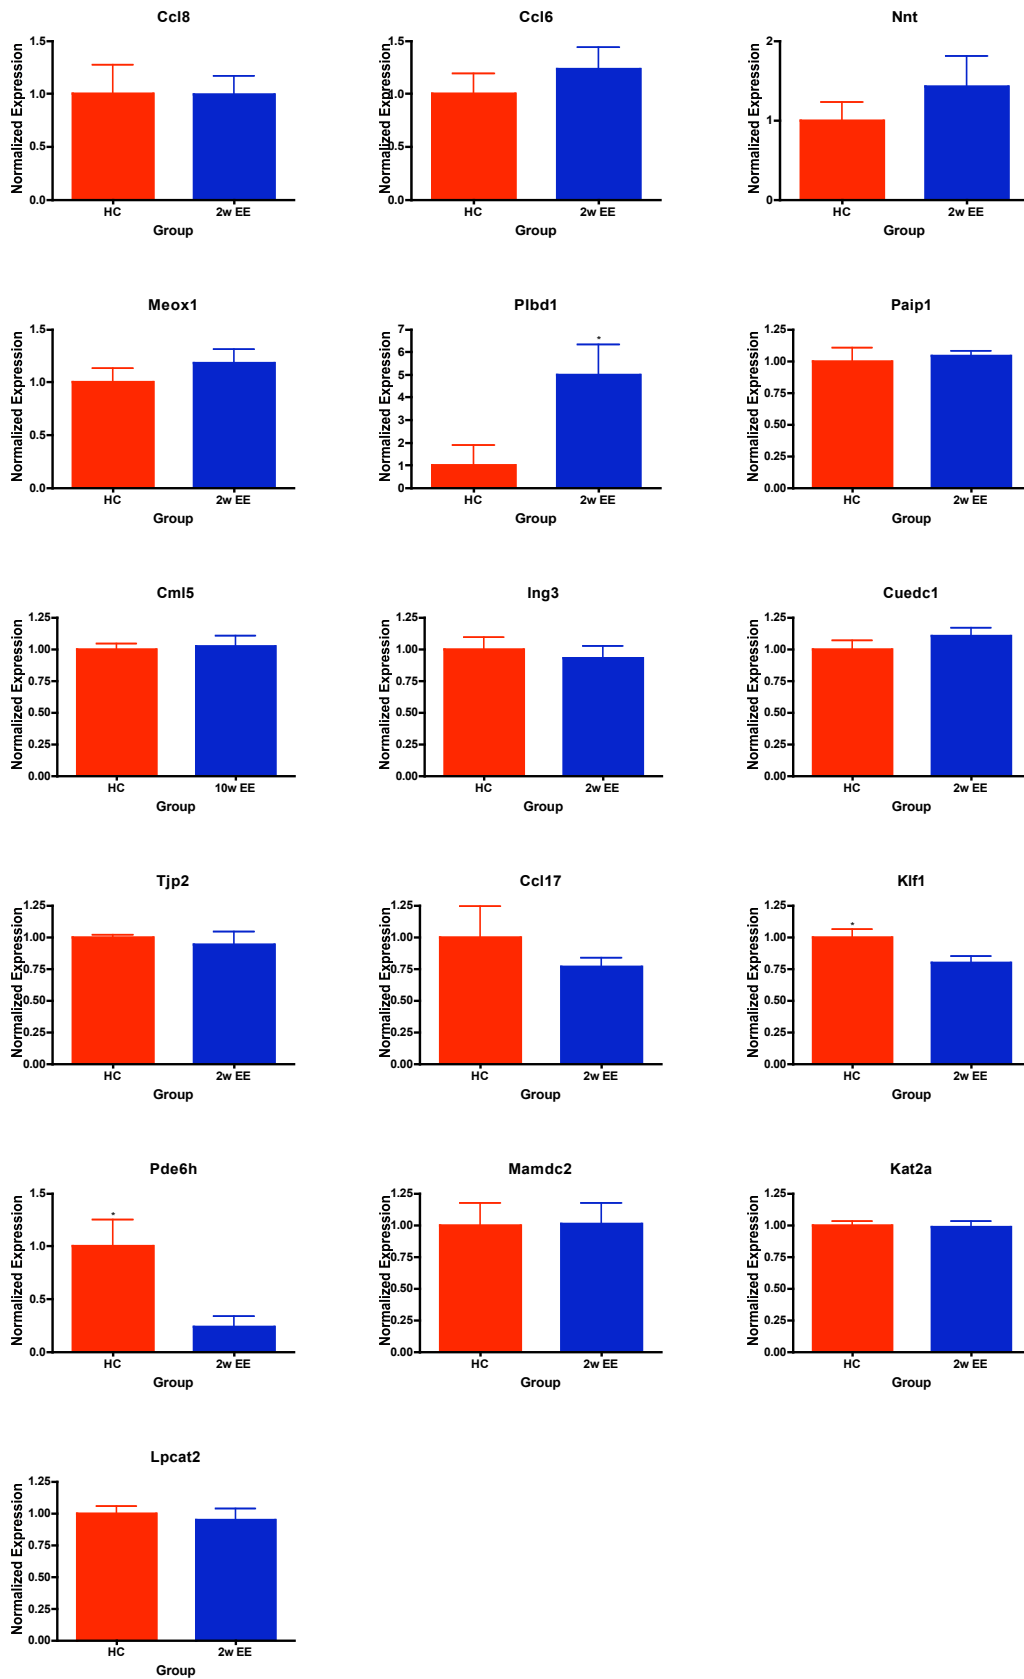 Ccl8
Normalized Expression
1.5
1.0
0.5
0.0
HC
2w EE
Group
Ccl6
Normalized Expression
1.5
1.0
0.5
0.0
HC
2w EE
Group
Nnt
Normalized Expression
2
1
0
HC
2w EE
Group
Meox1
Normalized Expression
1.5
1.0
0.5
0.0
HC
2w EE
Group
Plbd1
Normalized Expression
7
6
5
4
3
2
1
0
*
HC
2w EE
Group
Paip1
Normalized Expression
1.25
1.00
0.75
0.50
0.25
0.00
HC
2w EE
Group
Cml5
Normalized Expression
1.25
1.00
0.75
0.50
0.25
0.00
HC
10w EE
Group
Ing3
Normalized Expression
1.25
1.00
0.75
0.50
0.25
0.00
HC
2w EE
Group
Cuedc1
Normalized Expression
1.25
1.00
0.75
0.50
0.25
0.00
HC
2w EE
Group
Tjp2
Normalized Expression
1.25
1.00
0.75
0.50
0.25
0.00
HC
2w EE
Group
Ccl17
Normalized Expression
1.25
1.00
0.75
0.50
0.25
0.00
HC
2w EE
Group
Klf1
Normalized Expression
1.25
1.00
0.75
0.50
0.25
0.00
*
HC
2w EE
Group
Pde6h
Normalized Expression
1.5
1.0
0.5
0.0
*
HC
2w EE
Group
Mamdc2
Normalized Expression
1.25
1.00
0.75
0.50
0.25
0.00
HC
2w EE
Group
Kat2a
Normalized Expression
1.25
1.00
0.75
0.50
0.25
0.00
HC
2w EE
Group
Lpcat2
Normalized Expression
1.25
1.00
0.75
0.50
0.25
0.00
HC
2w EE
Group